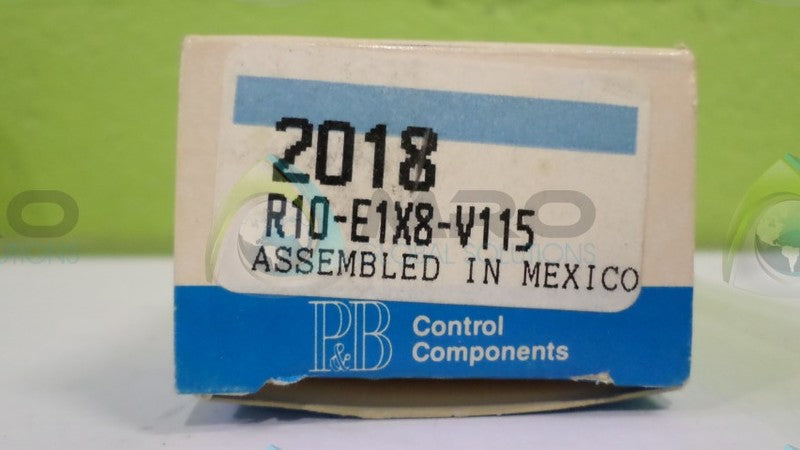 2018
R10-E1X8-V115
ASSEMBLED IN MEXICO
P&B
Control
Components